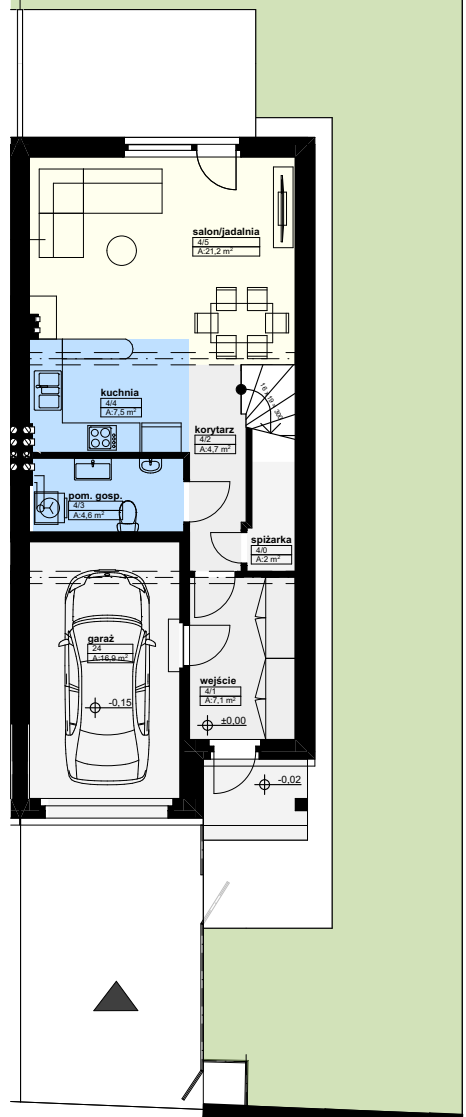 salon/jadalnia
4/5
A:21,2 m²
kuchnia
4/4
A:7,5 m²
korytarz
4/2
A:4,7 m²
pom. gosp.
4/3
A:4,6 m²
spiżarka
4/0
A:2 m²
garaż
24
A:16,9 m²
-0,15
wejście
4/1
A:7,1 m²
±0,00
-0,02